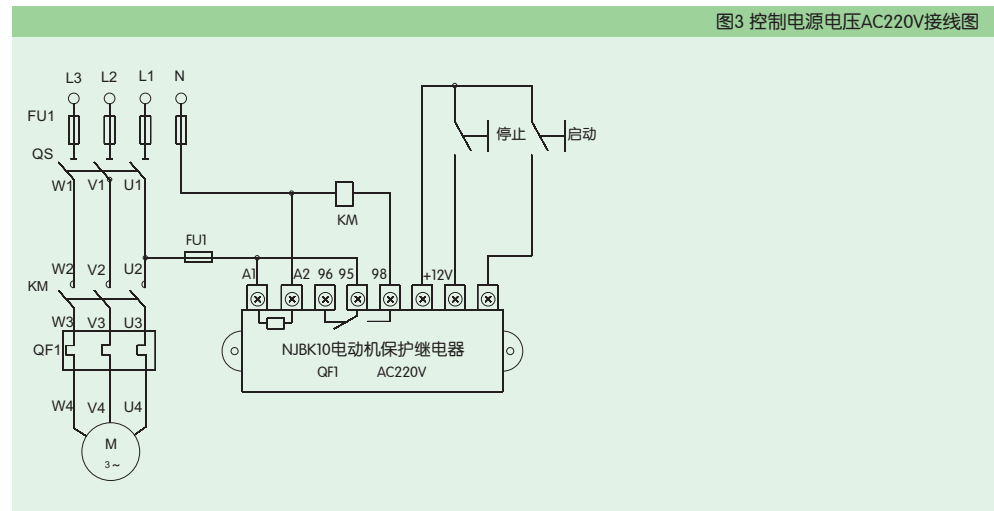 图3 控制电源电压AC220V接线图
L3 L2 L1 N
FU1
QS
W1 V1 U1
停止 启动
KM
FU1
W2 V2 U2
A1 A2 96 95 98 +12V
KM
W3 V3 U3
QF1
NJBK10电动机保护继电器
QF1 AC220V
W4 V4 U4
M
3~